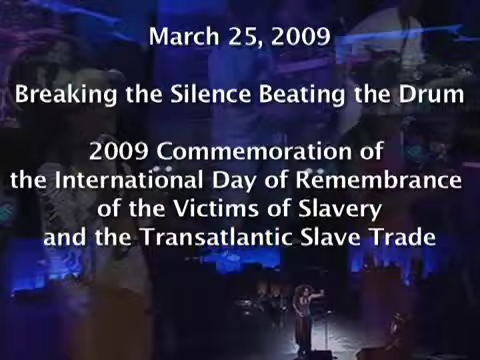 March 25, 2009
Breaking the Silence Beating the Drum
2009 Commemoration of
the International Day of Remembrance
of the Victims of Slavery
and the Transatlantic Slave Trade